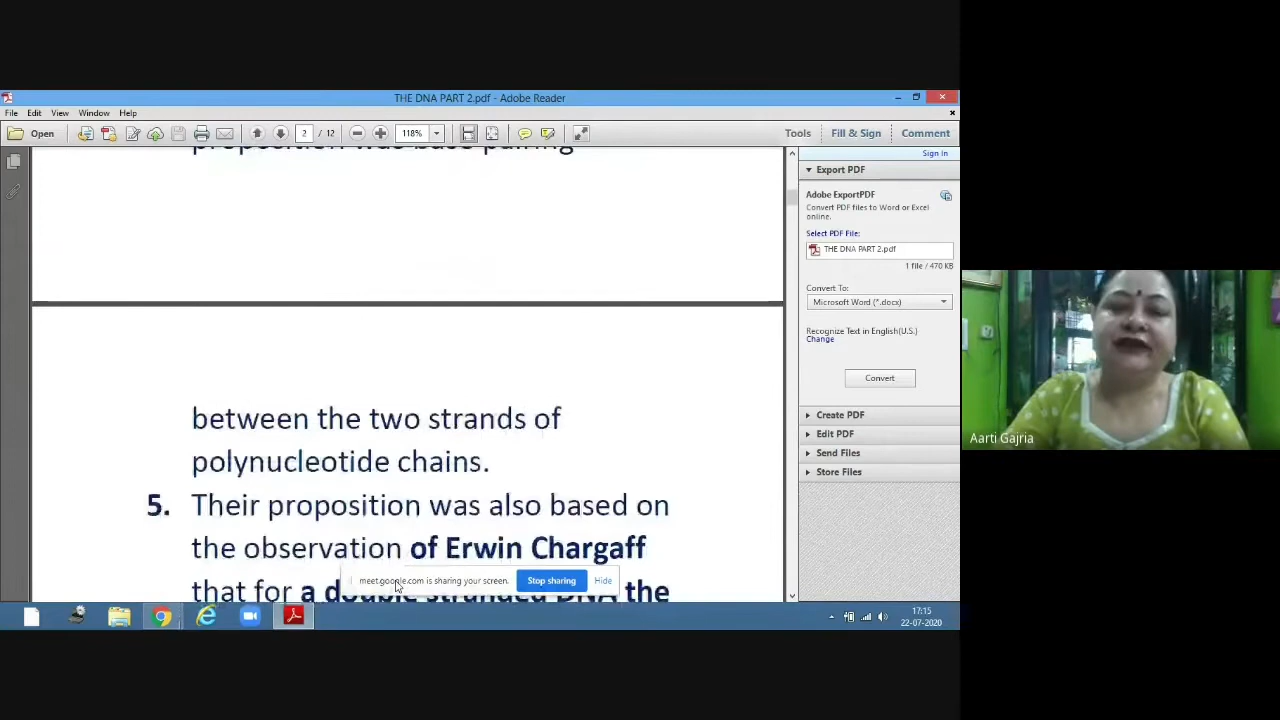 THE DNA PART 2.pdf - Adobe Reader
File Edit View Window Help
Open 2 / 12 118% Tools Fill & Sign Comment
Sign In
proposition was base pairing
between the two strands of
polynucleotide chains.
5. Their proposition was also based on
the observation of Erwin Chargaff
that for a double stranded DNA the
Export PDF
Adobe ExportPDF
Convert PDF files to Word or Excel
online.
Select PDF File:
THE DNA PART 2.pdf
1 file / 470 KB
Convert To:
Microsoft Word (*.docx)
Recognize Text in English(U.S.)
Change
Convert
Create PDF
Edit PDF
Send Files
Store Files
meet.google.com is sharing your screen. Stop sharing Hide
17:15
22-07-2020
Aarti Gajria